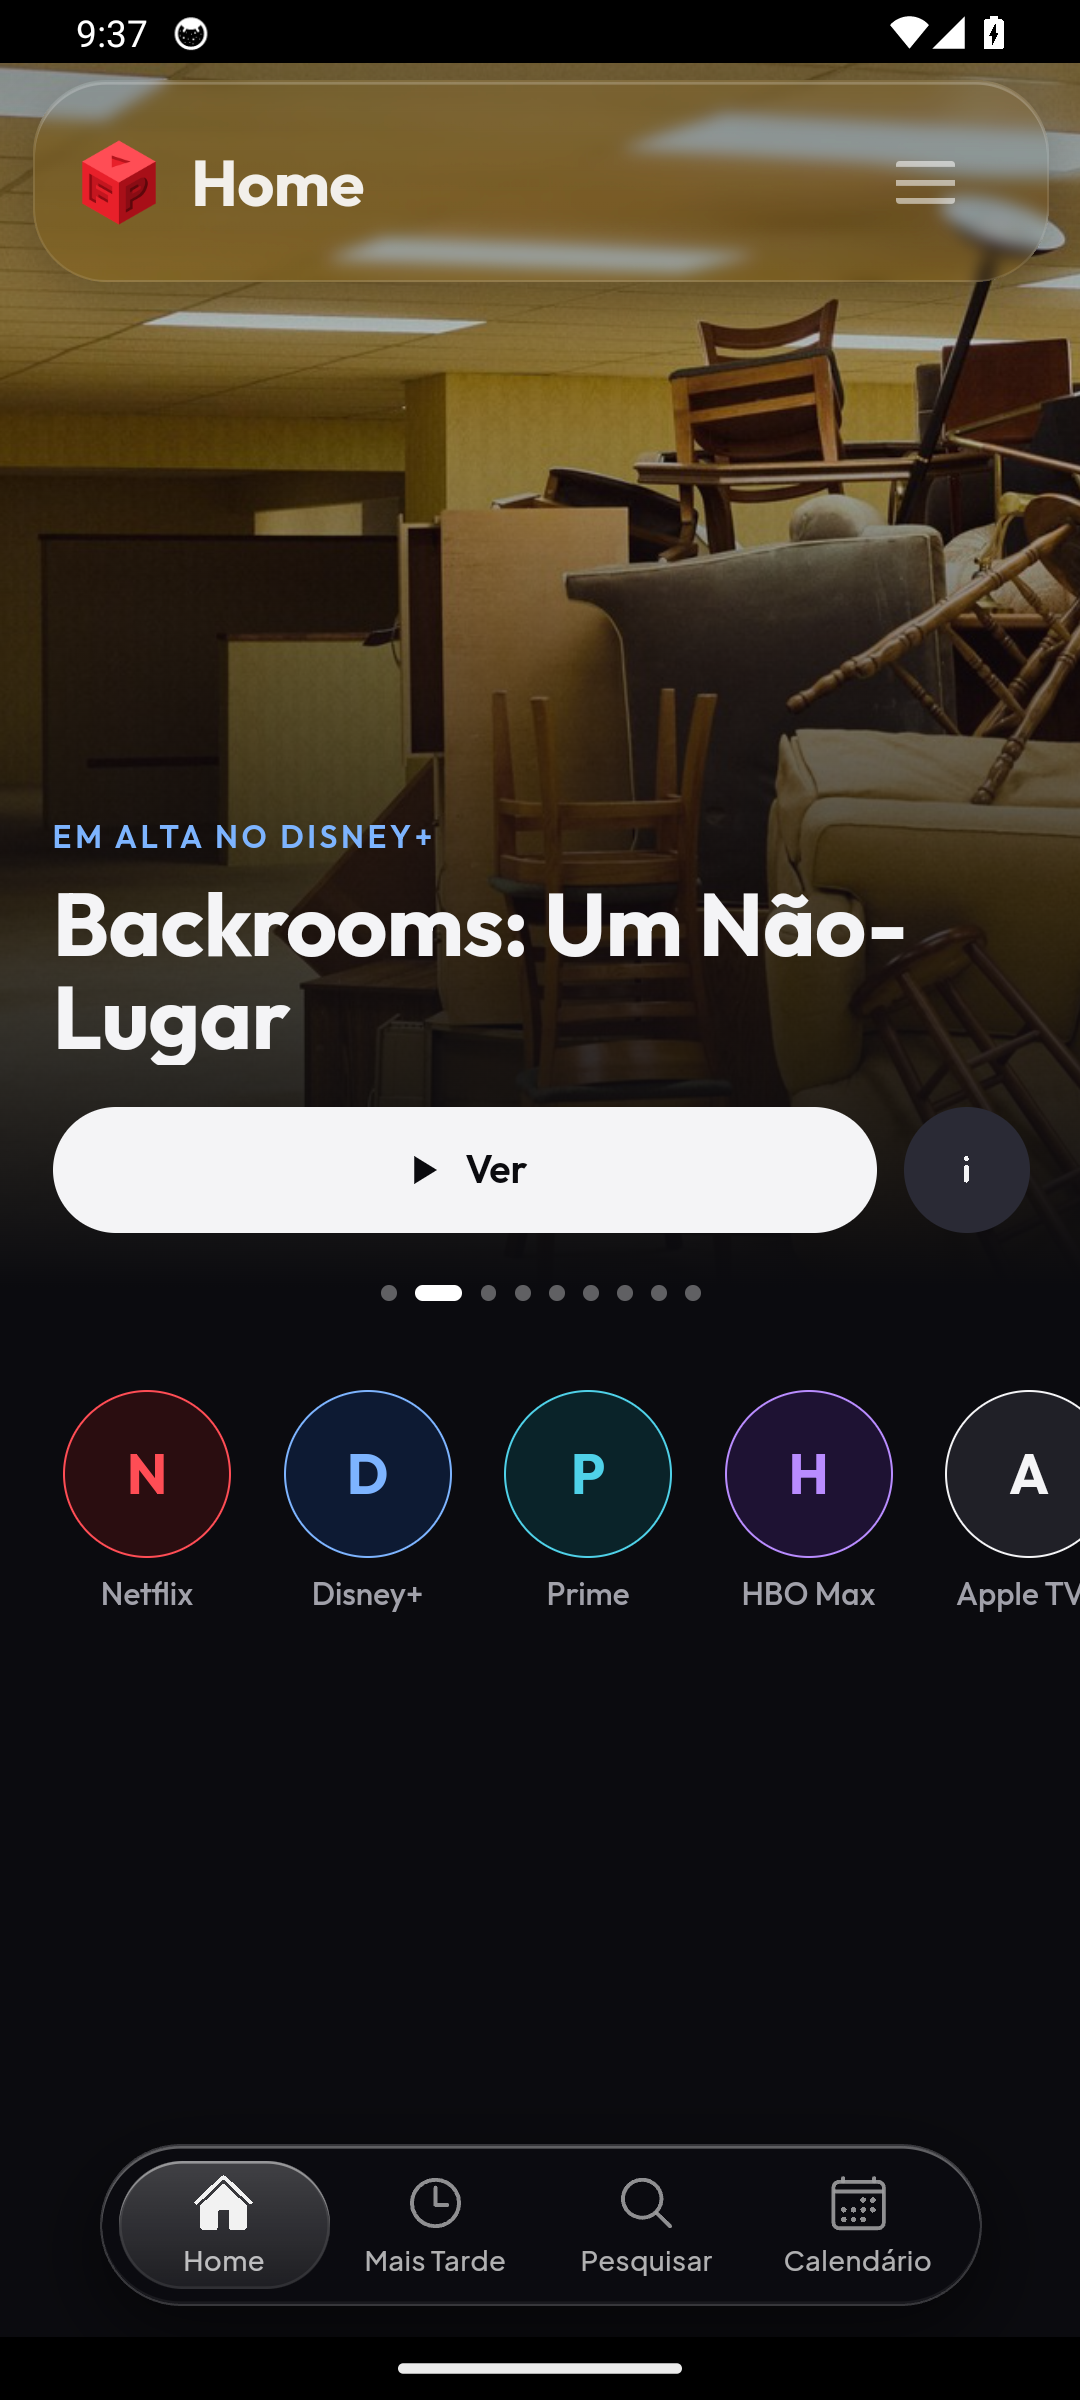 9:37
Home
EM ALTA NO DISNEY+
Backrooms: Um Não-
Lugar
Ver
i
N
D
P
H
A
Netflix
Disney+
Prime
HBO Max
Apple TV
Home
Mais Tarde
Pesquisar
Calendário